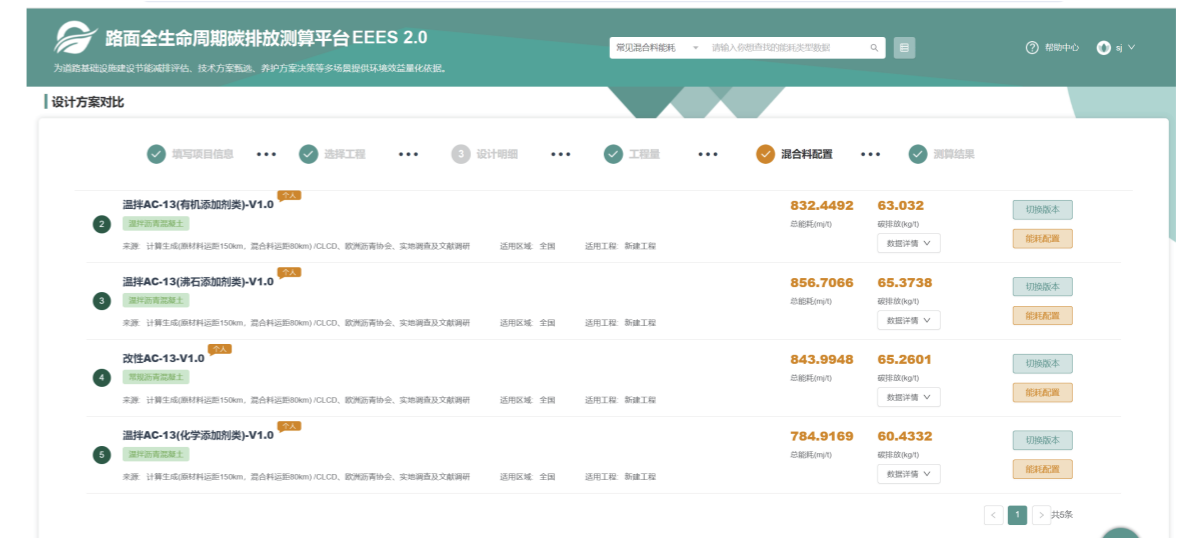 路面全生命周期碳排放测算平台EEES 2.0
常见混合料能耗
请输入你想查找的能耗类型数据
帮助中心
sj
为道路基础设施建设节能减排评估、技术方案甄选、养护方案决策等多场景提供环境效益量化依据。
设计方案对比
填写项目信息 ••• 选择工程 ••• 3 设计明细 ••• 工程量 ••• 混合料配置 ••• 测算结果
温拌AC-13(有机添加剂类)-V1.0 个人
832.4492 63.032 切换版本
2 温拌沥青混凝土 总能耗(mj/t) 碳排放(kg/t)
来源: 计算生成(原材料运距150km、混合料运距80km) /CLCD、欧洲沥青协会、实地调查及文献调研 适用区域: 全国 适用工程: 新建工程 数据详情 能耗配置
温拌AC-13(沸石添加剂类)-V1.0 个人
856.7066 65.3738 切换版本
3 温拌沥青混凝土 总能耗(mj/t) 碳排放(kg/t)
来源: 计算生成(原材料运距150km、混合料运距80km) /CLCD、欧洲沥青协会、实地调查及文献调研 适用区域: 全国 适用工程: 新建工程 数据详情 能耗配置
改性AC-13-V1.0 个人
843.9948 65.2601 切换版本
4 常规沥青混凝土 总能耗(mj/t) 碳排放(kg/t)
来源: 计算生成(原材料运距150km、混合料运距80km) /CLCD、欧洲沥青协会、实地调查及文献调研 适用区域: 全国 适用工程: 新建工程 数据详情 能耗配置
温拌AC-13(化学添加剂类)-V1.0 个人
784.9169 60.4332 切换版本
5 温拌沥青混凝土 总能耗(mj/t) 碳排放(kg/t)
来源: 计算生成(原材料运距150km、混合料运距80km) /CLCD、欧洲沥青协会、实地调查及文献调研 适用区域: 全国 适用工程: 新建工程 数据详情 能耗配置
< 1 > 共5条